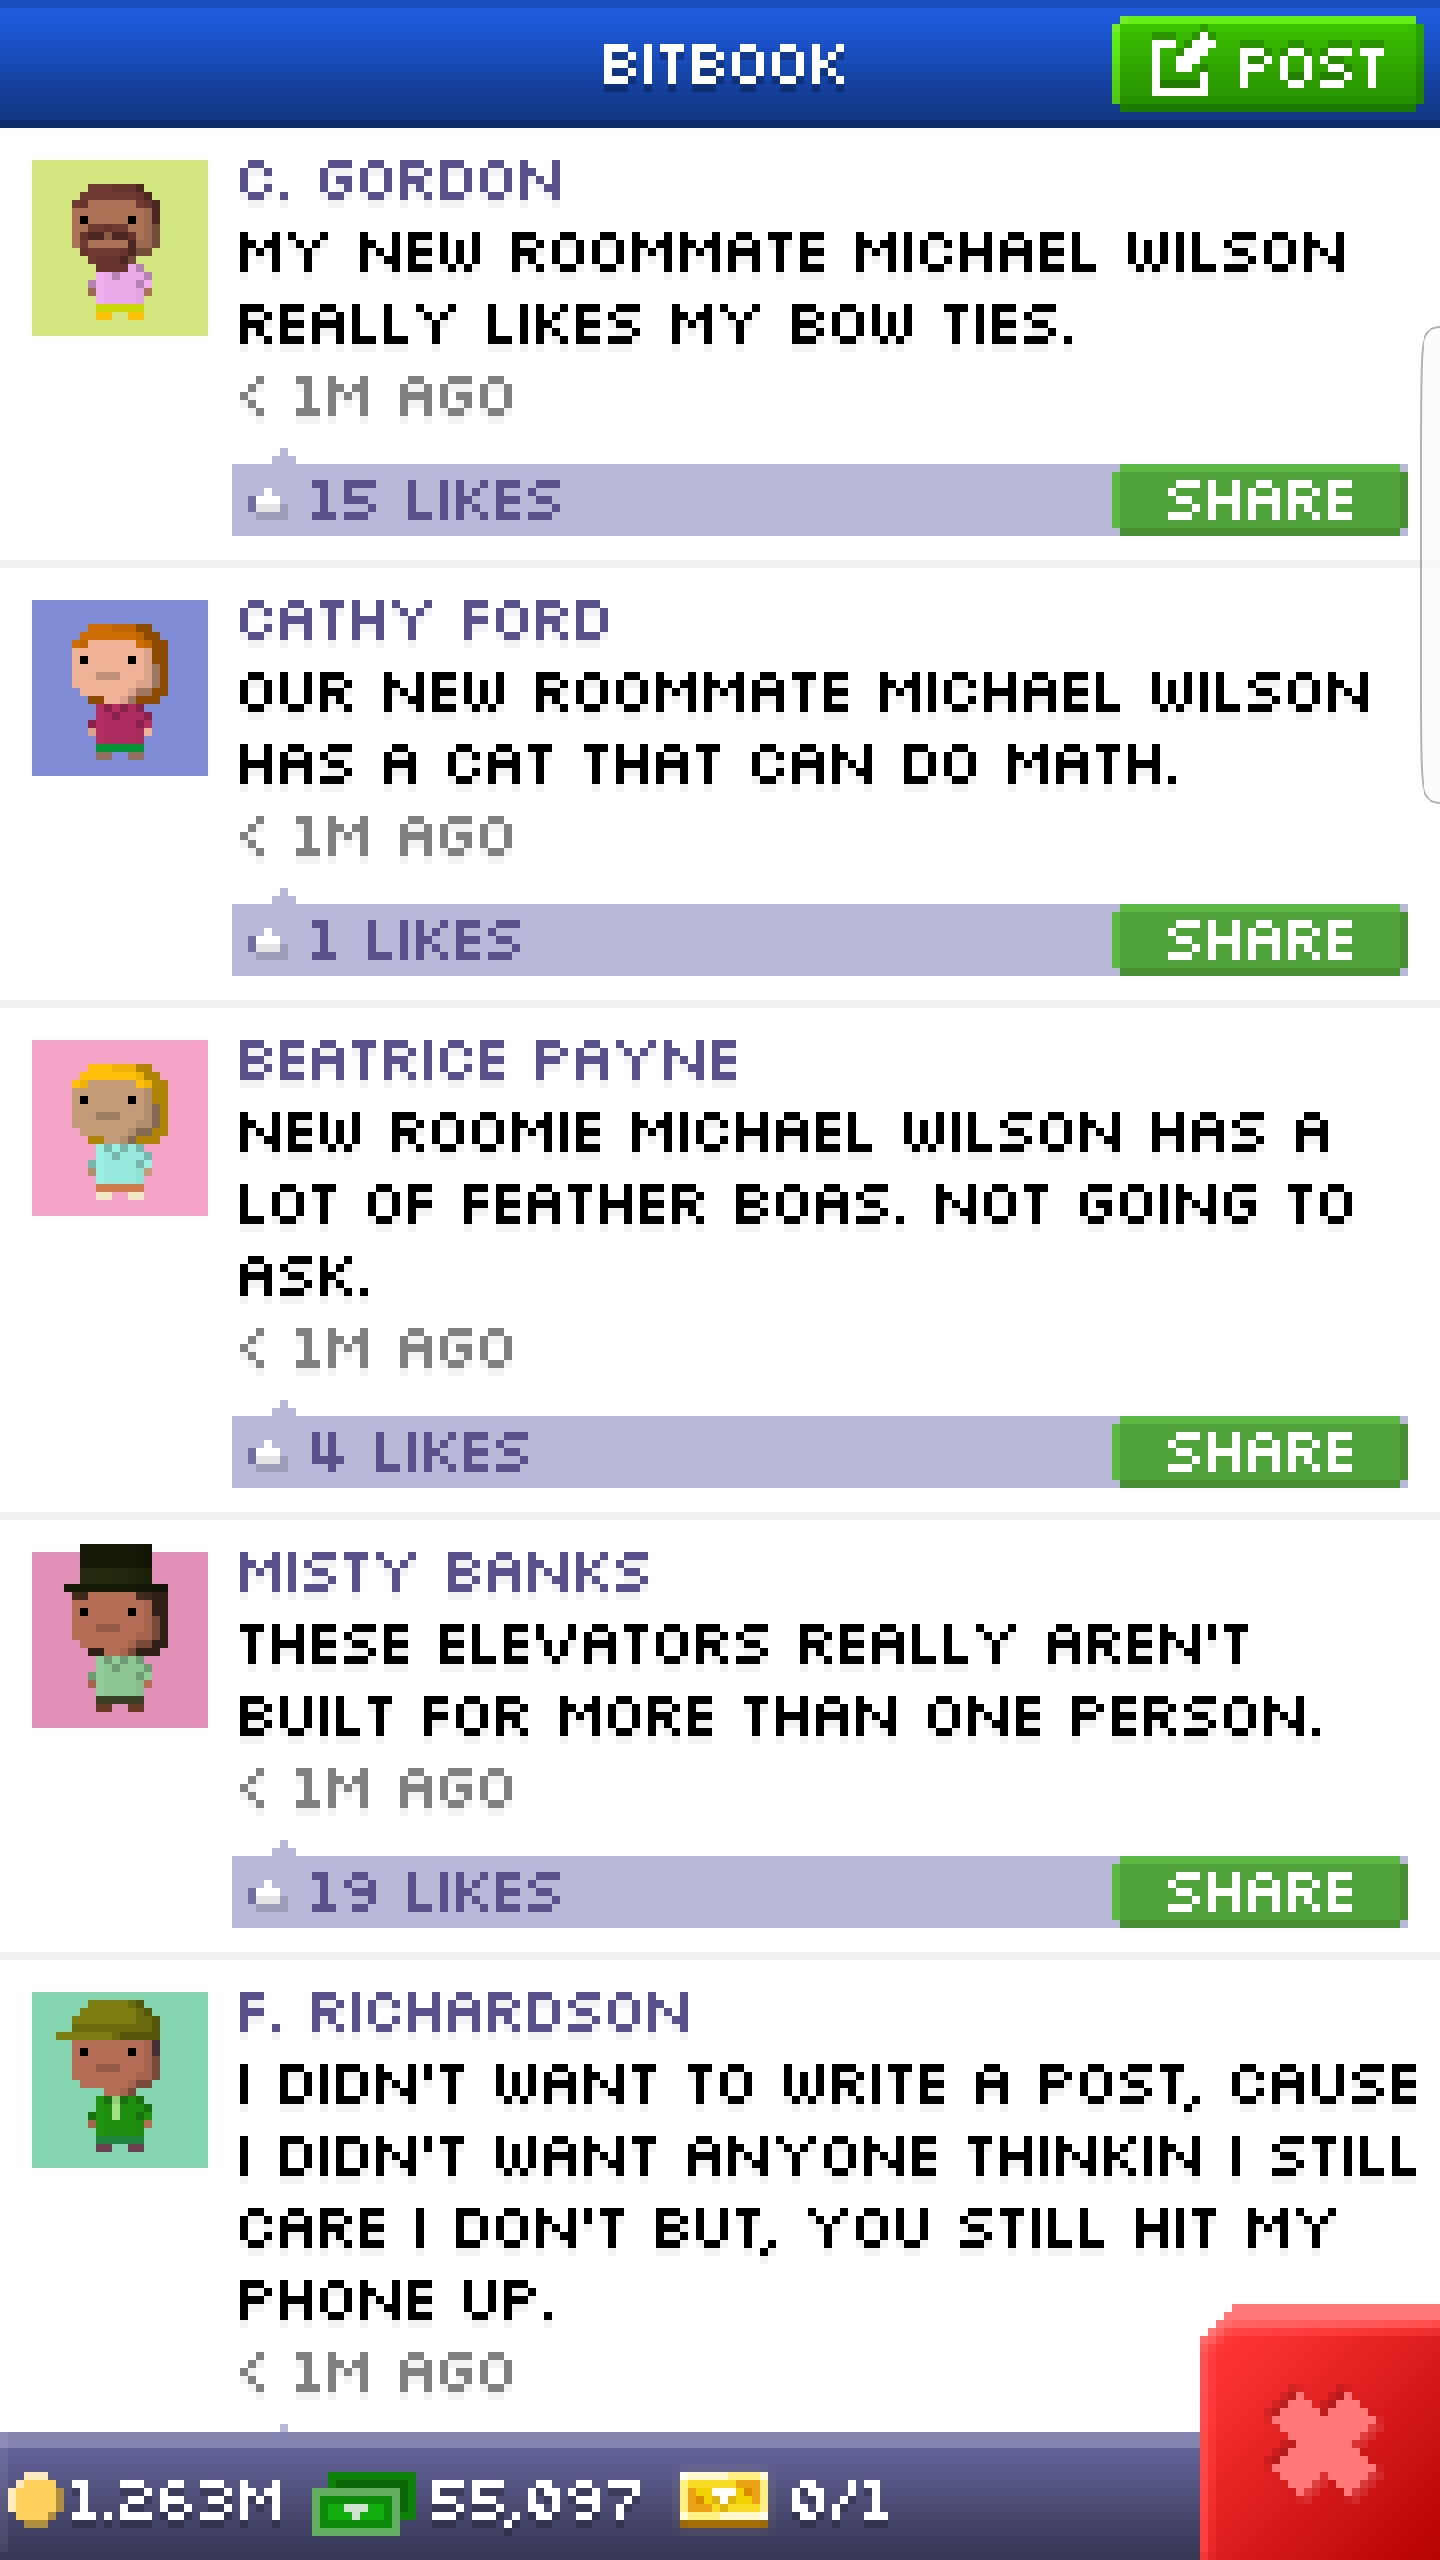 BITBOOK
POST
C. GORDON
MY NEW ROOMMATE MICHAEL WILSON
REALLY LIKES MY BOW TIES.
< 1M AGO
15 LIKES
SHARE
CATHY FORD
OUR NEW ROOMMATE MICHAEL WILSON
HAS A CAT THAT CAN DO MATH.
< 1M AGO
1 LIKES
SHARE
BEATRICE PAYNE
NEW ROOMIE MICHAEL WILSON HAS A
LOT OF FEATHER BOAS. NOT GOING TO
ASK.
< 1M AGO
4 LIKES
SHARE
MISTY BANKS
THESE ELEVATORS REALLY AREN'T
BUILT FOR MORE THAN ONE PERSON.
< 1M AGO
19 LIKES
SHARE
F. RICHARDSON
I DIDN'T WANT TO WRITE A POST, CAUSE
I DIDN'T WANT ANYONE THINKIN I STILL
CARE I DON'T BUT, YOU STILL HIT MY
PHONE UP.
< 1M AGO
1.263M 55,097 0/1